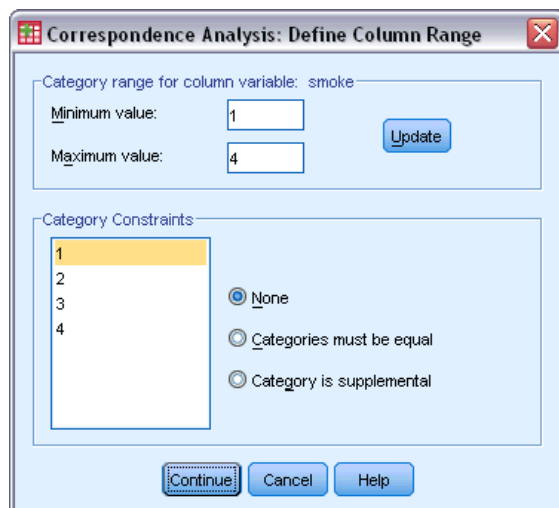 Correspondence Analysis: Define Column Range
Category range for column variable: smoke
Minimum value:
1
Update
Maximum value:
4
Category Constraints
1
2
3
4
None
Categories must be equal
Category is supplemental
Continue
Cancel
Help